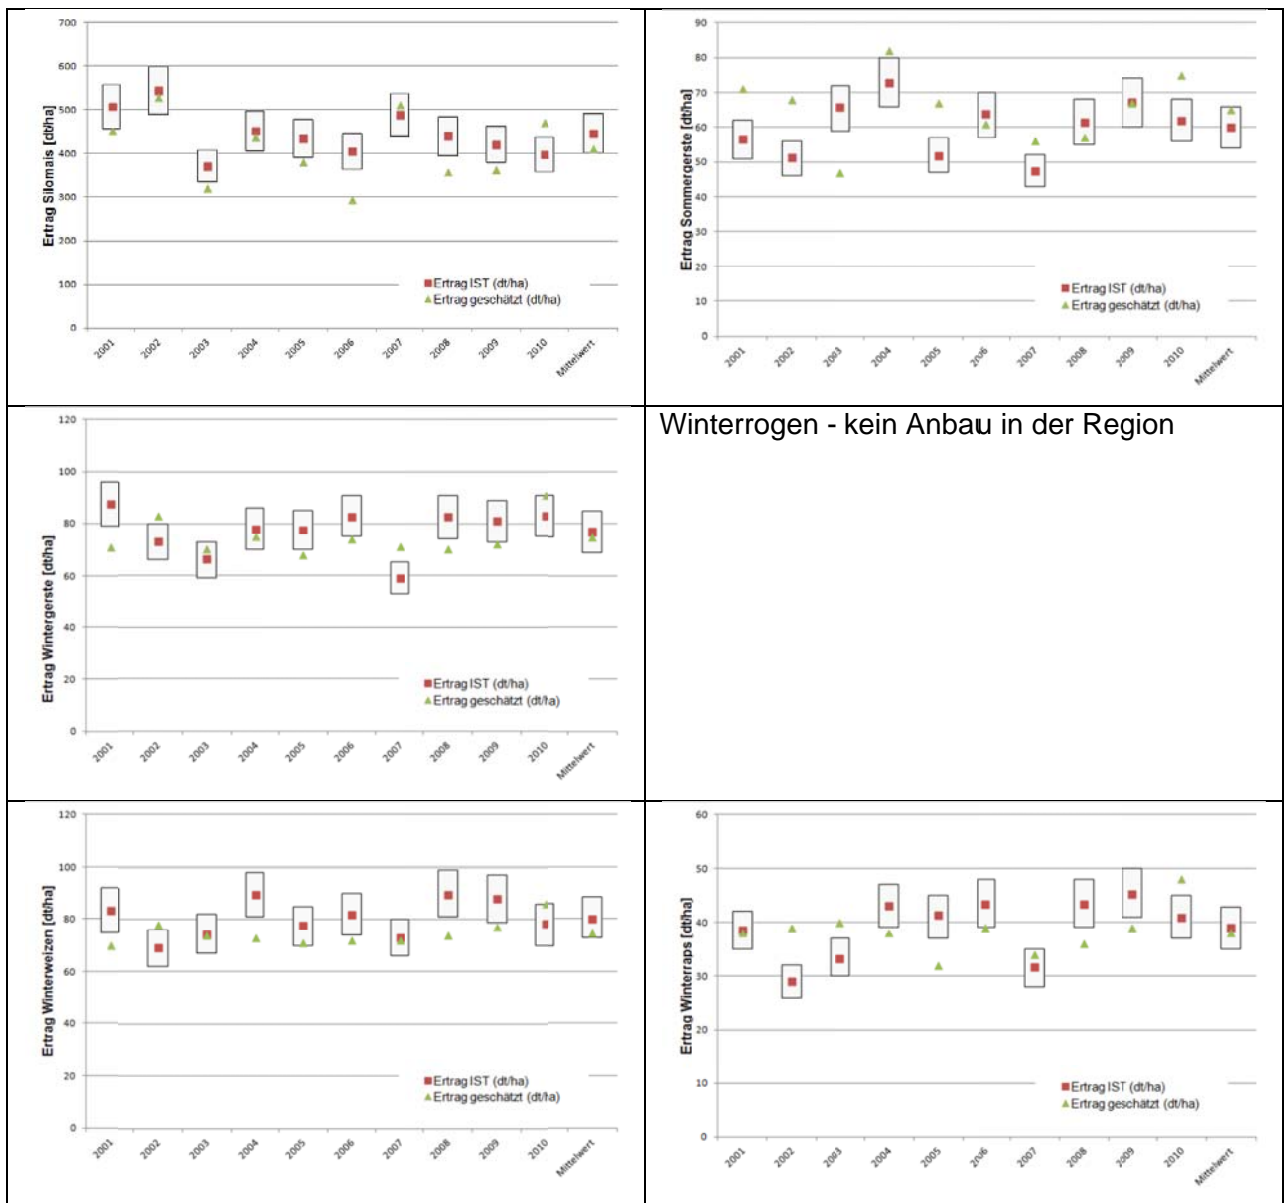 700
600
500
400
300
200
100
0
Ertrag Silomais [dt/ha]
Ertrag IST (dt/ha)
Ertrag geschätzt (dt/ha)
2001 2002 2003 2004 2005 2006 2007 2008 2009 2010 Mittelwert
90
80
70
60
50
40
30
20
10
0
Ertrag Sommergerste [dt/ha]
Ertrag IST (dt/ha)
Ertrag geschätzt (dt/ha)
2001 2002 2003 2004 2005 2006 2007 2008 2009 2010 Mittelwert
120
100
80
60
40
20
0
Ertrag Wintergerste [dt/ha]
Ertrag IST (dt/ha)
Ertrag geschätzt (dt/ha)
2001 2002 2003 2004 2005 2006 2007 2008 2009 2010 Mittelwert
Winterrogen - kein Anbau in der Region
120
100
80
60
40
20
0
Ertrag Winterweizen [dt/ha]
Ertrag IST (dt/ha)
Ertrag geschätzt (dt/ha)
2001 2002 2003 2004 2005 2006 2007 2008 2009 2010 Mittelwert
60
50
40
30
20
10
0
Ertrag Winterraps [dt/ha]
Ertrag IST (dt/ha)
Ertrag geschätzt (dt/ha)
2001 2002 2003 2004 2005 2006 2007 2008 2009 2010 Mittelwert